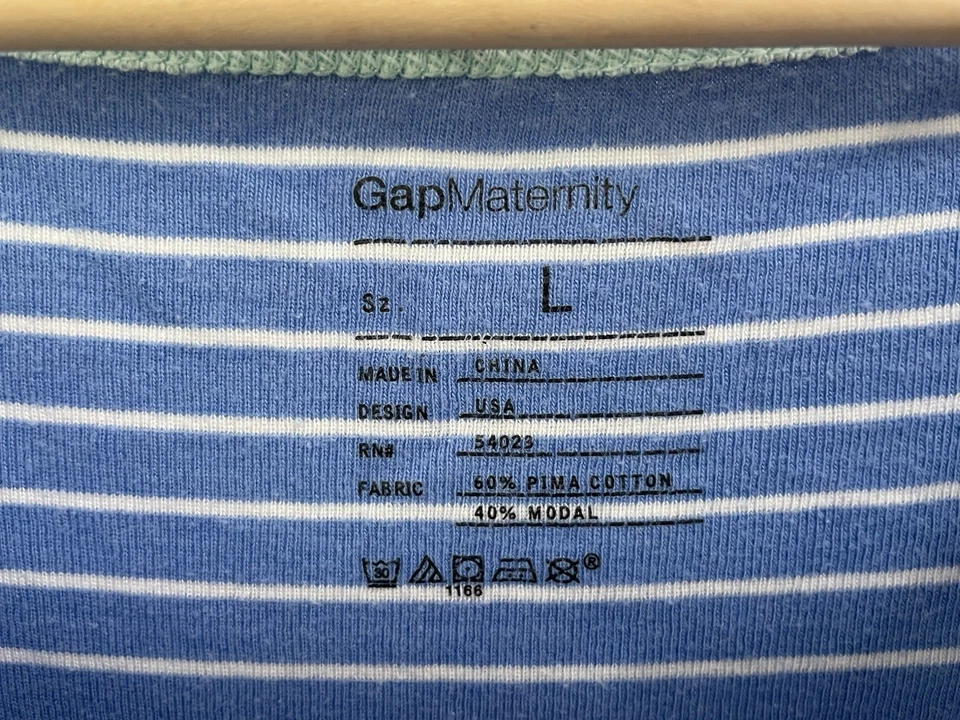 GapMaternity
Sz. L
MADE IN CHINA
DESIGN USA
RN# 54023
FABRIC 60% PIMA COTTON
40% MODAL
30 ®
1166